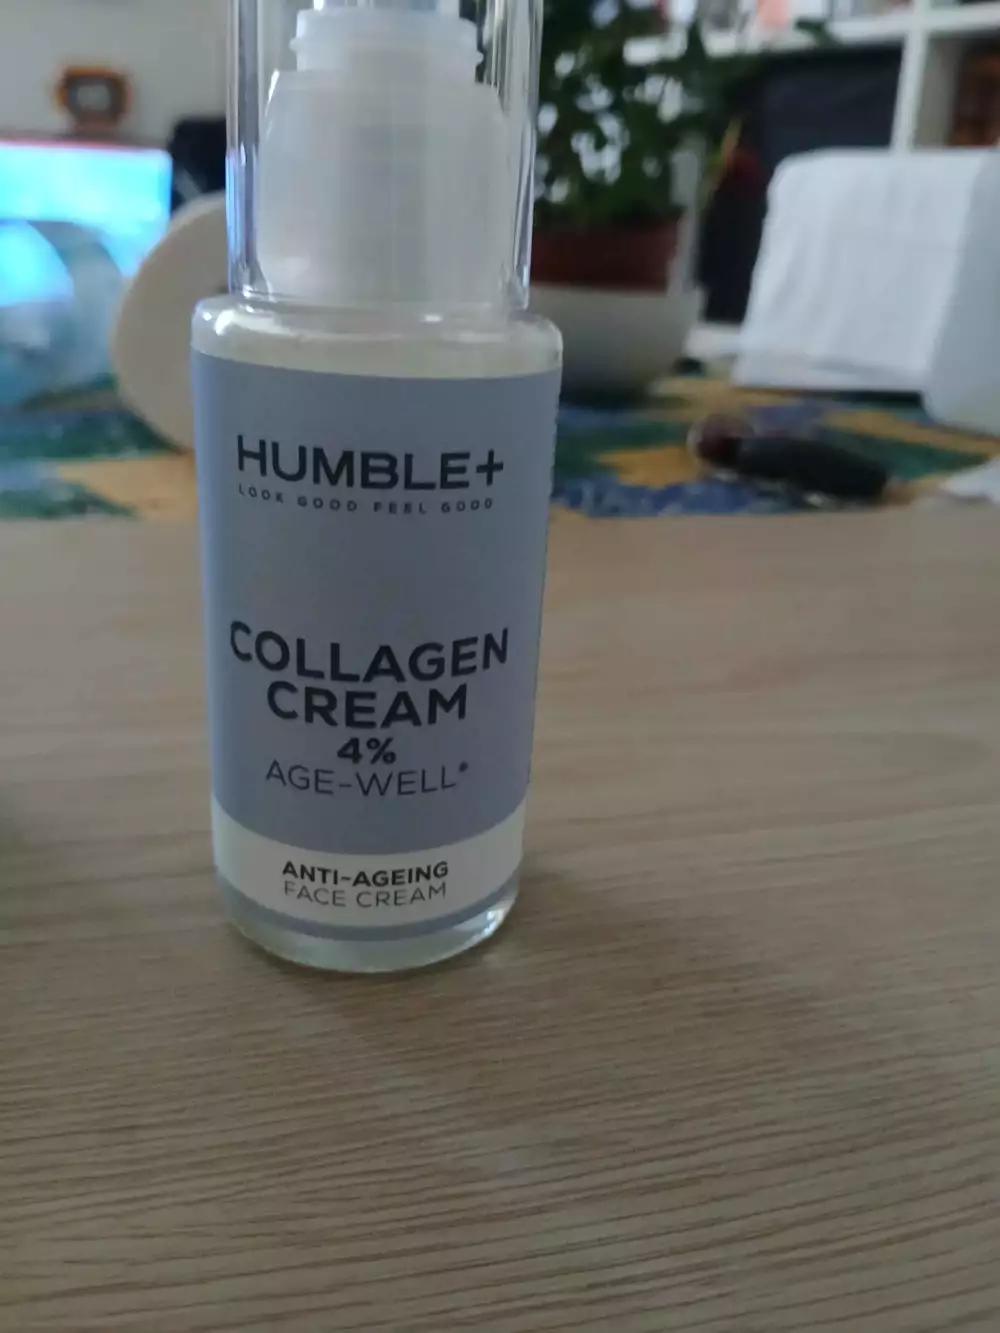 HUMBLE+
LOOK GOOD FEEL GOOD
COLLAGEN
CREAM
4%
AGE-WELL*
ANTI-AGEING
FACE CREAM